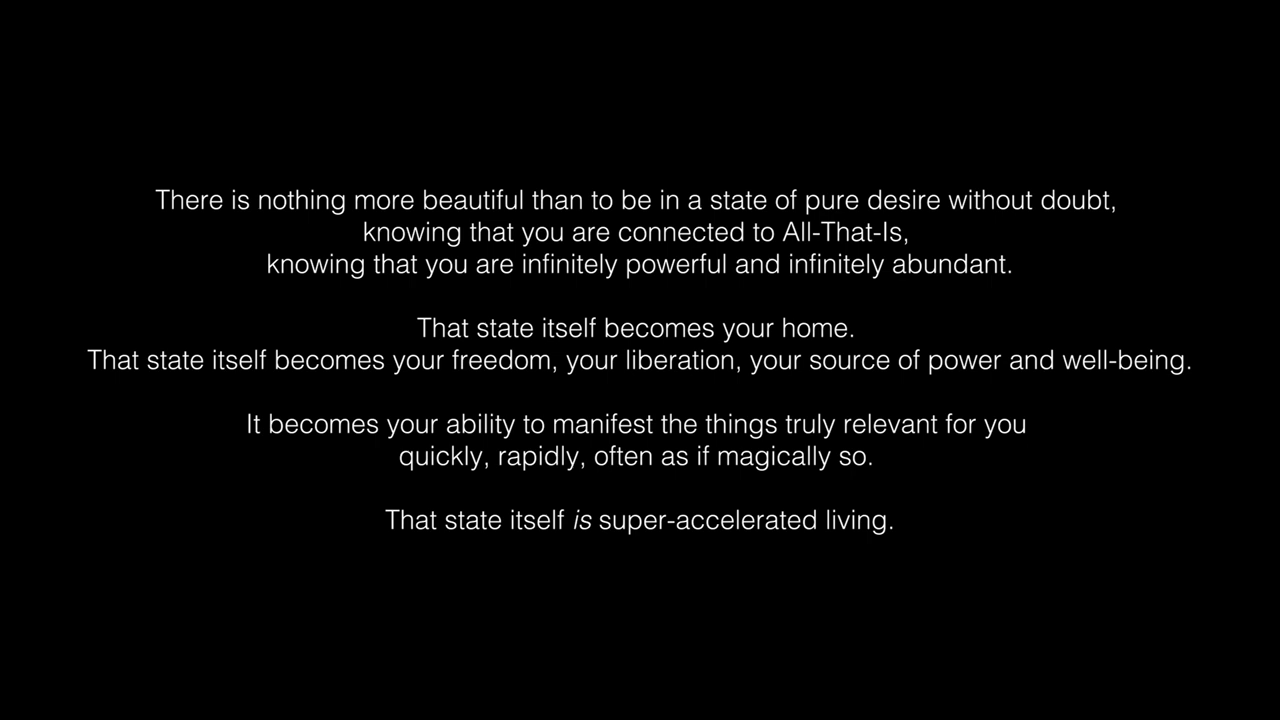 There is nothing more beautiful than to be in a state of pure desire without doubt,
knowing that you are connected to All-That-Is,
knowing that you are infinitely powerful and infinitely abundant.
That state itself becomes your home.
That state itself becomes your freedom, your liberation, your source of power and well-being.
It becomes your ability to manifest the things truly relevant for you
quickly, rapidly, often as if magically so.
That state itself is super-accelerated living.